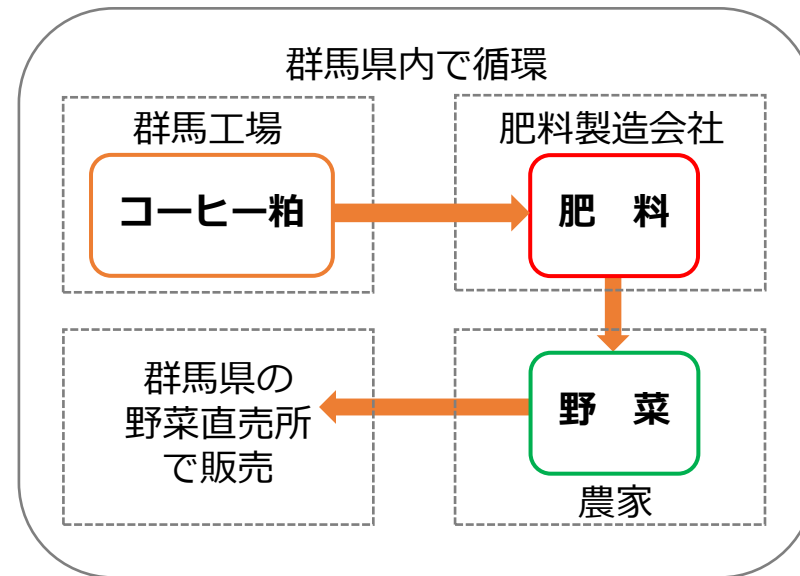 群馬県内で循環
群馬工場
コーヒー粕
肥料製造会社
肥　料
野　菜
農家
群馬県の
野菜直売所
で販売